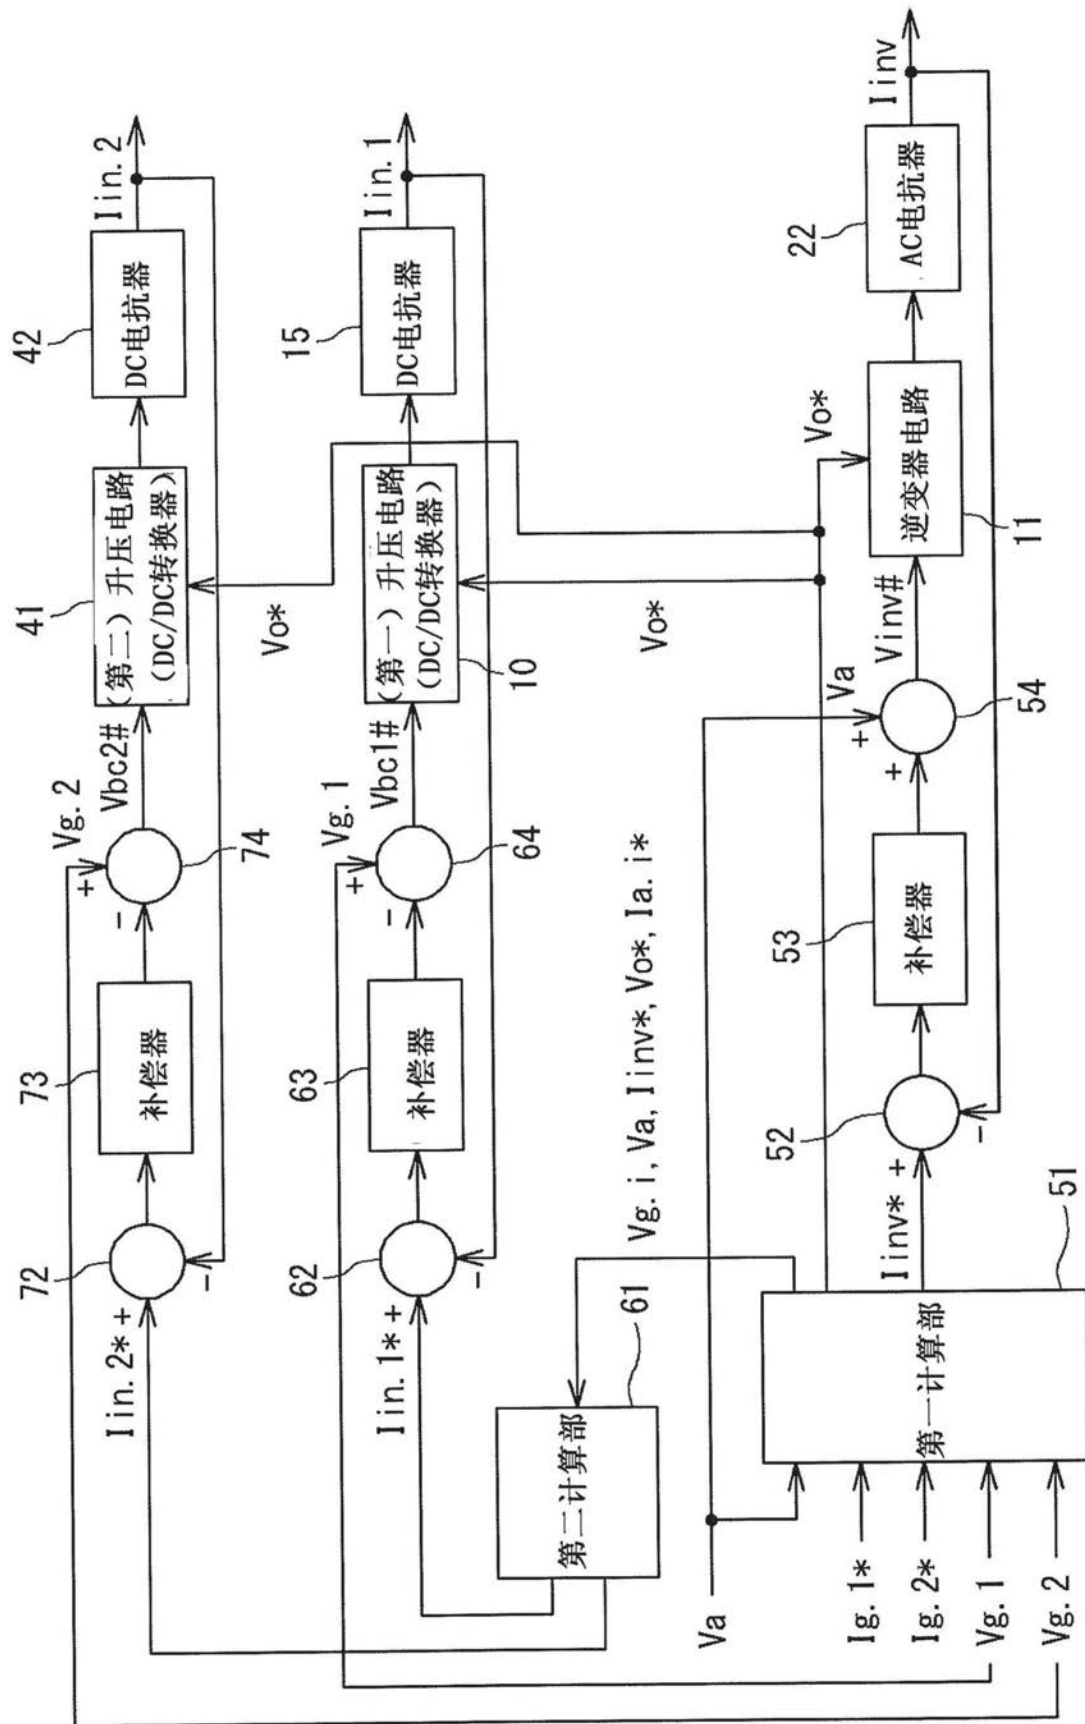 42
DC电抗器
Iin.2
41
(第二)升压电路
(DC/DC转换器)
Vo*
Vbc2#
Vg.2
+
-
74
73
补偿器
72
-
Iin.2*+
15
DC电抗器
Iin.1
(第一)升压电路
(DC/DC转换器)
10
Vo*
Vbc1#
Vg.1
+
-
64
63
补偿器
62
-
Iin.1*+
第二计算部
61
Vg.i, Va, Iinv*, Vo*, Ia.i*
22
AC电抗器
Iinv
Vo*
逆变器电路
11
Vinv#
Va
+
+
54
53
补偿器
52
-
Iinv* +
51
第一计算部
Va
Ig.1*
Ig.2*
Vg.1
Vg.2